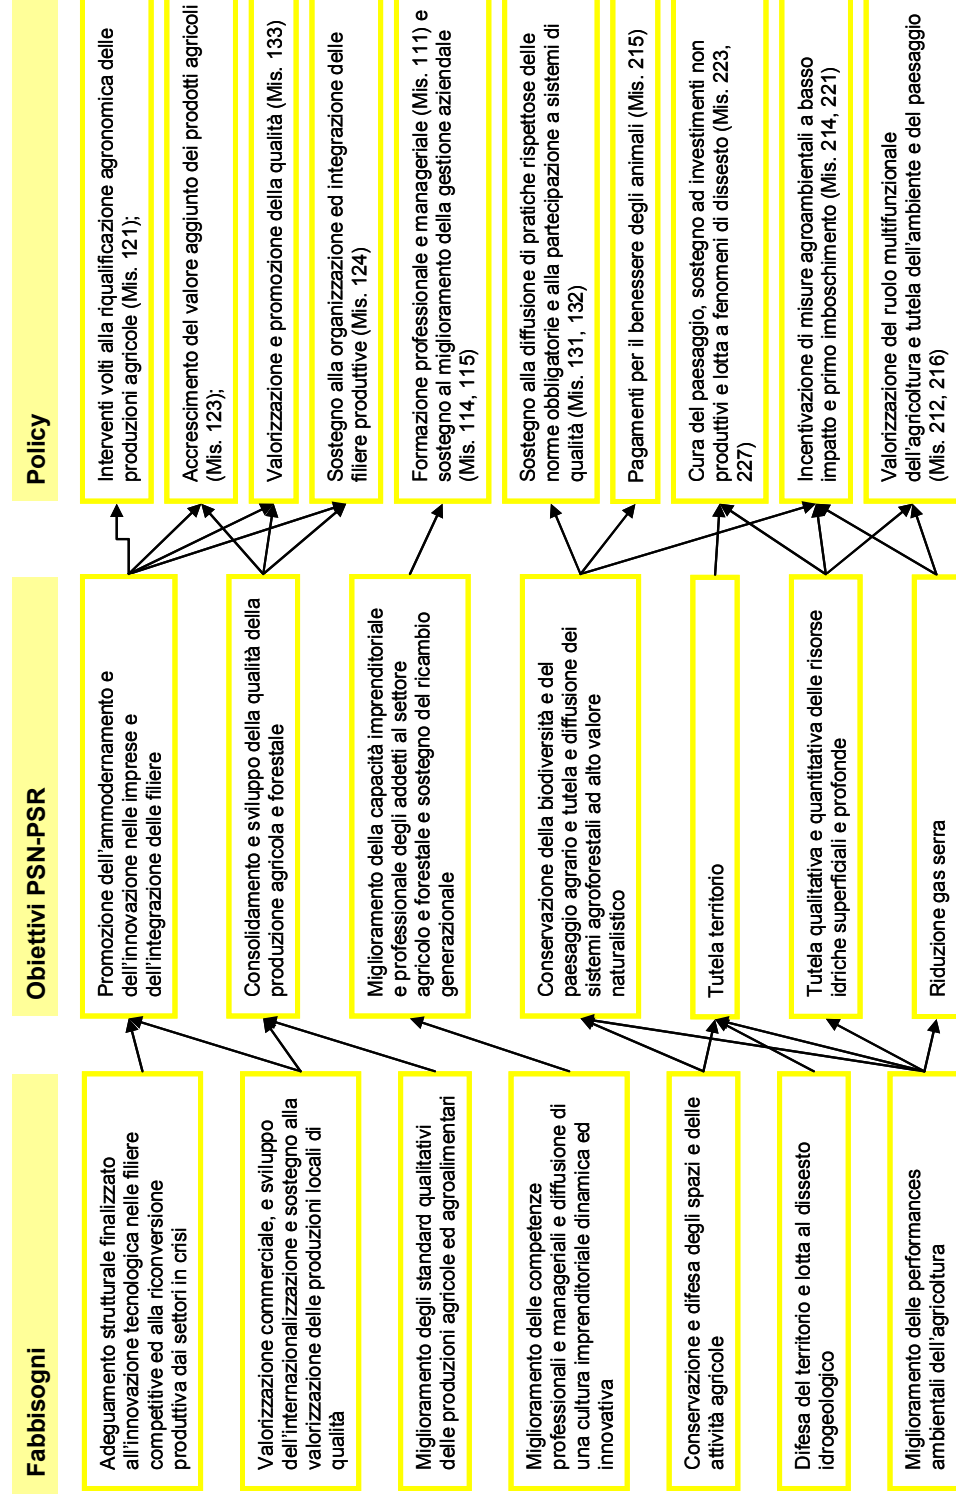 Fabbisogni
Adeguamento strutturale finalizzato
all'innovazione tecnologica nelle filiere
competitive ed alla riconversione
produttiva dai settori in crisi
Valorizzazione commerciale, e sviluppo
dell'internazionalizzazione e sostegno alla
valorizzazione delle produzioni locali di
qualità
Miglioramento degli standard qualitativi
delle produzioni agricole ed agroalimentari
Miglioramento delle competenze
professionali e manageriali e diffusione di
una cultura imprenditoriale dinamica ed
innovativa
Conservazione e difesa degli spazi e delle
attività agricole
Difesa del territorio e lotta al dissesto
idrogeologico
Miglioramento delle performances
ambientali dell'agricoltura
Obiettivi PSN-PSR
Promozione dell'ammodernamento e
dell'innovazione nelle imprese e
dell'integrazione delle filiere
Consolidamento e sviluppo della qualità della
produzione agricola e forestale
Miglioramento della capacità imprenditoriale
e professionale degli addetti al settore
agricolo e forestale e sostegno del ricambio
generazionale
Conservazione della biodiversità e del
paesaggio agrario e tutela e diffusione dei
sistemi agroforestali ad alto valore
naturalistico
Tutela territorio
Tutela qualitativa e quantitativa delle risorse
idriche superficiali e profonde
Riduzione gas serra
Policy
Interventi volti alla riqualificazione agronomica delle
produzioni agricole (Mis. 121);
Accrescimento del valore aggiunto dei prodotti agricoli
(Mis. 123);
Valorizzazione e promozione della qualità (Mis. 133)
Sostegno alla organizzazione ed integrazione delle
filiere produttive (Mis. 124)
Formazione professionale e manageriale (Mis. 111) e
sostegno al miglioramento della gestione aziendale
(Mis. 114, 115)
Sostegno alla diffusione di pratiche rispettose delle
nome obbligatorie e alla partecipazione a sistemi di
qualità (Mis. 131, 132)
Pagamenti per il benessere degli animali (Mis. 215)
Cura del paesaggio, sostegno ad investimenti non
produttivi e lotta a fenomeni di dissesto (Mis. 223,
227)
Incentivazione di misure agroambientali a basso
impatto e primo imboschimento (Mis. 214, 221)
Valorizzazione del ruolo multifunzionale
dell'agricoltura e tutela dell'ambiente e del paesaggio
(Mis. 212, 216)